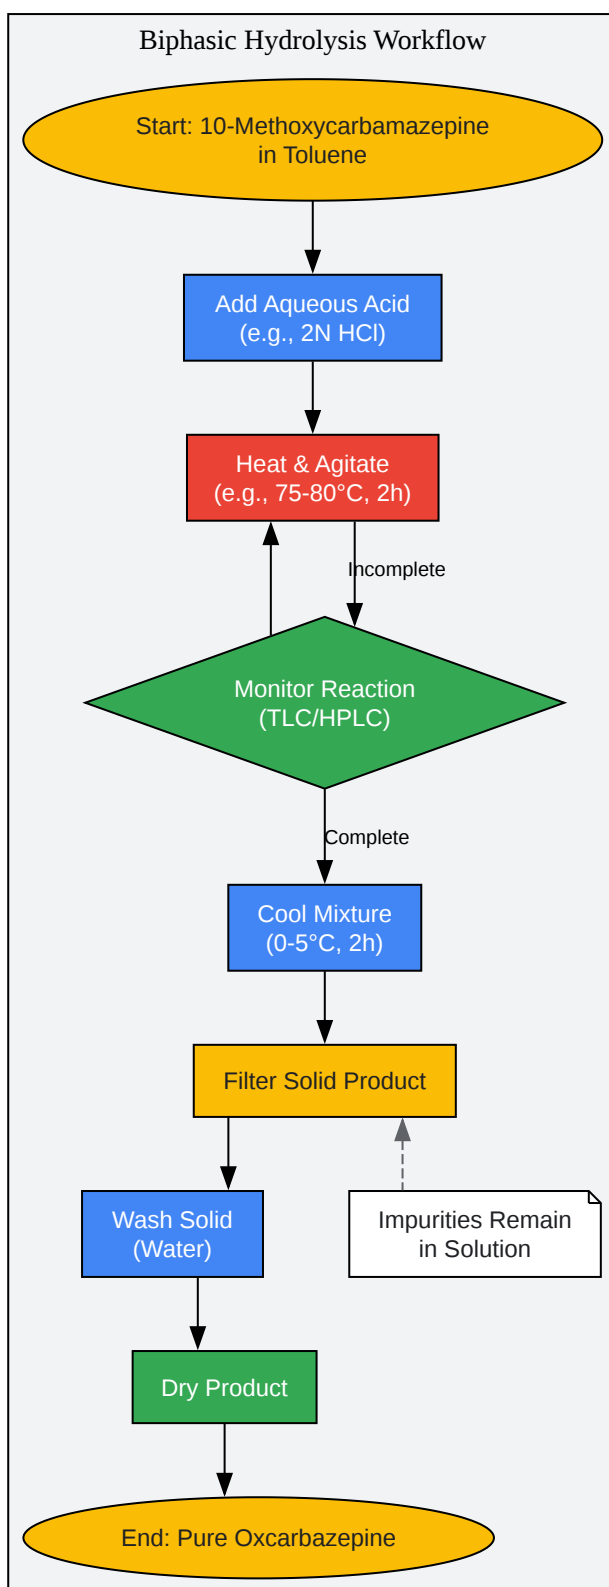 Biphasic Hydrolysis Workflow
Start: 10-Methoxycarbamazepine
in Toluene
Add Aqueous Acid
(e.g., 2N HCl)
Heat & Agitate
(e.g., 75-80°C, 2h)
Incomplete
Monitor Reaction
(TLC/HPLC)
Complete
Cool Mixture
(0-5°C, 2h)
Filter Solid Product
Wash Solid
(Water)
Impurities Remain
in Solution
Dry Product
End: Pure Oxcarbazepine